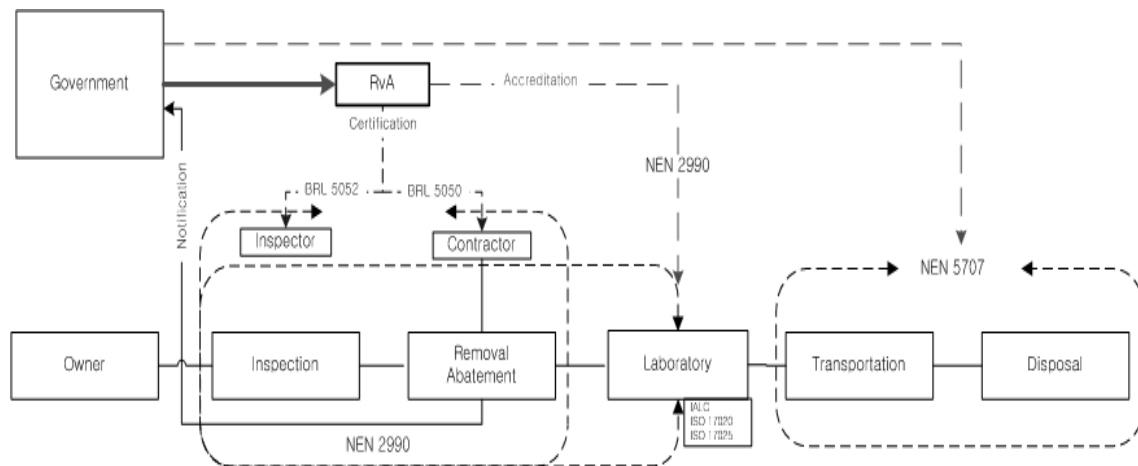 Government
RvA
Accreditation
Certification
NEN 2990
BRL 5052
BRL 5050
Notification
Inspector
Contractor
NEN 5707
Owner
Inspection
Removal
Abatement
Laboratory
Transportation
Disposal
ISO 17020
ISO 17025
NEN 2990